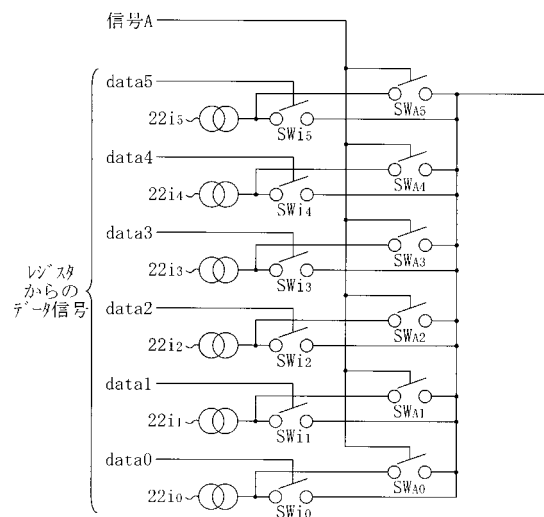 信号A
data5
22i5
SWi5
SWA5
data4
22i4
SWi4
SWA4
data3
22i3
SWi3
SWA3
レジスタ
からの
データ信号
data2
22i2
SWi2
SWA2
data1
22i1
SWi1
SWA1
data0
22i0
SWi0
SWA0